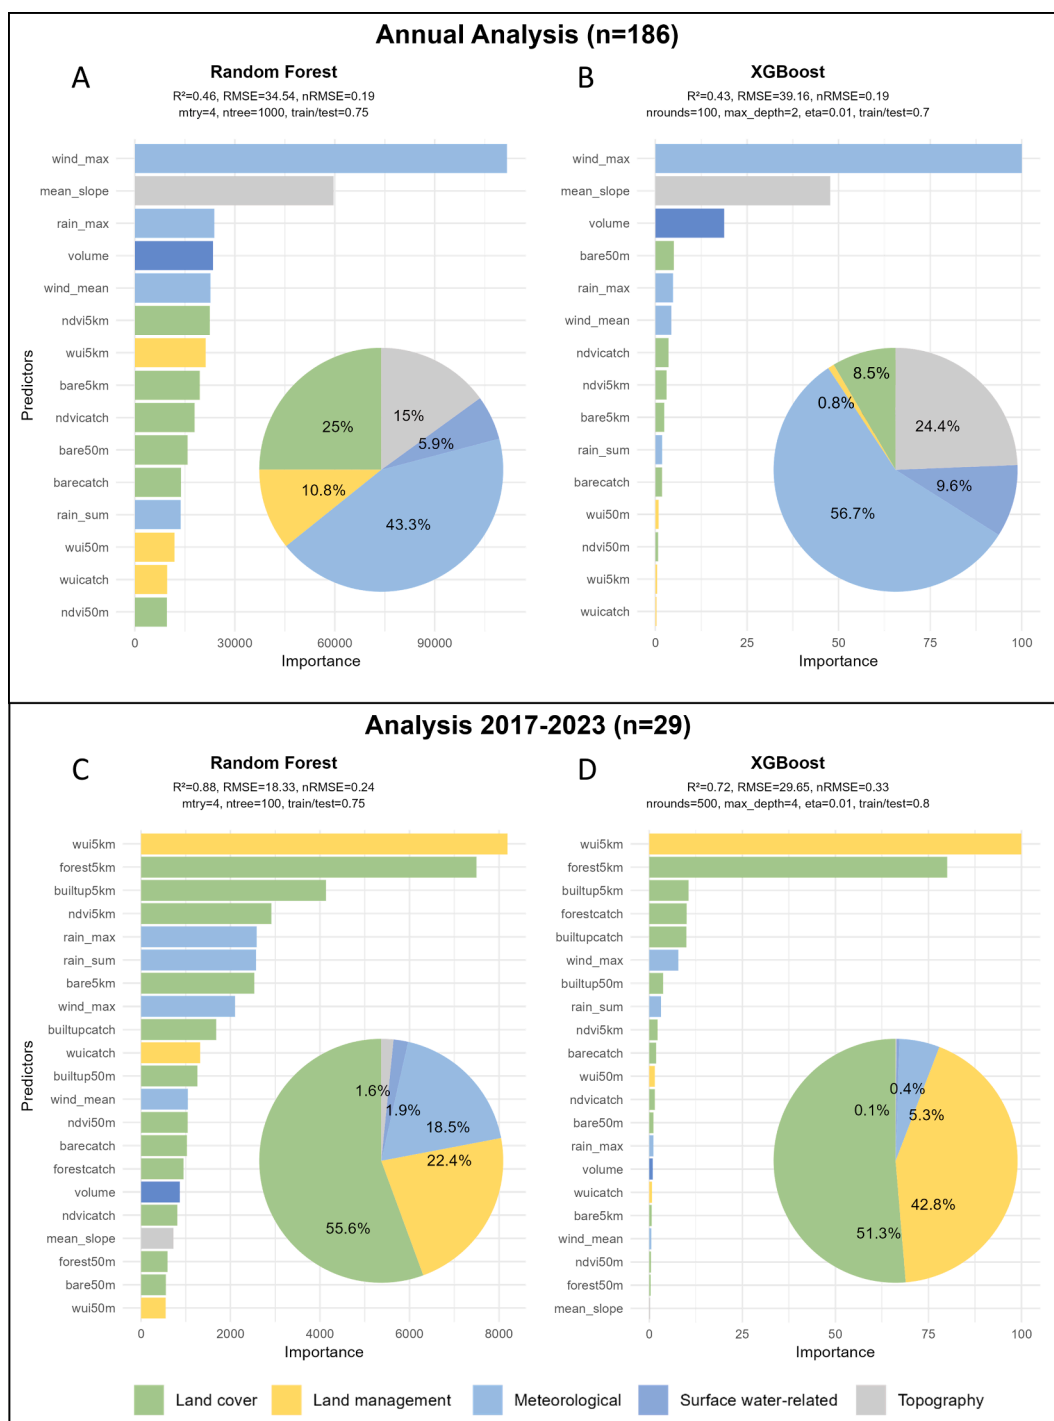 Annual Analysis (n=186)
A
Random Forest
R²=0.46, RMSE=34.54, nRMSE=0.19
mtry=4, ntree=1000, train/test=0.75
Predictors
wind_max
mean_slope
rain_max
volume
wind_mean
ndvi5km
wui5km
bare5km
ndvicatch
bare50m
barecatch
rain_sum
wui50m
wuicatch
ndvi50m
25%
15%
5.9%
10.8%
43.3%
0
30000
60000
90000
Importance
B
XGBoost
R²=0.43, RMSE=39.16, nRMSE=0.19
nrounds=100, max_depth=2, eta=0.01, train/test=0.7
wind_max
mean_slope
volume
bare50m
rain_max
wind_mean
ndvicatch
ndvi5km
bare5km
rain_sum
barecatch
wui50m
ndvi50m
wui5km
wuicatch
8.5%
0.8%
24.4%
9.6%
56.7%
0
25
50
75
100
Importance
Analysis 2017-2023 (n=29)
C
Random Forest
R²=0.88, RMSE=18.33, nRMSE=0.24
mtry=4, ntree=100, train/test=0.75
Predictors
wui5km
forest5km
builtup5km
ndvi5km
rain_max
rain_sum
bare5km
wind_max
builtupcatch
wuicatch
builtup50m
wind_mean
ndvi50m
barecatch
forestcatch
volume
ndvicatch
mean_slope
forest50m
bare50m
wui50m
1.6%
1.9%
18.5%
22.4%
55.6%
0
2000
4000
6000
8000
Importance
D
XGBoost
R²=0.72, RMSE=29.65, nRMSE=0.33
nrounds=500, max_depth=4, eta=0.01, train/test=0.8
wui5km
forest5km
builtup5km
forestcatch
builtupcatch
wind_max
builtup50m
rain_sum
ndvi5km
barecatch
wui50m
ndvicatch
bare50m
rain_max
volume
wuicatch
bare5km
wind_mean
ndvi50m
forest50m
mean_slope
0.4%
0.1%
5.3%
42.8%
51.3%
0
25
50
75
100
Importance
Land cover
Land management
Meteorological
Surface water-related
Topography